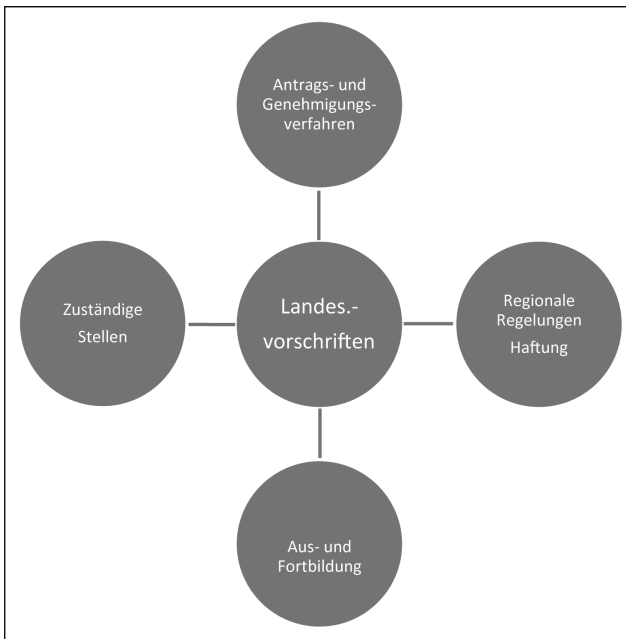 Antrags- und
Genehmigungs-
verfahren
Zuständige
Stellen
Landes.-
vorschriften
Regionale
Regelungen
Haftung
Aus- und
Fortbildung